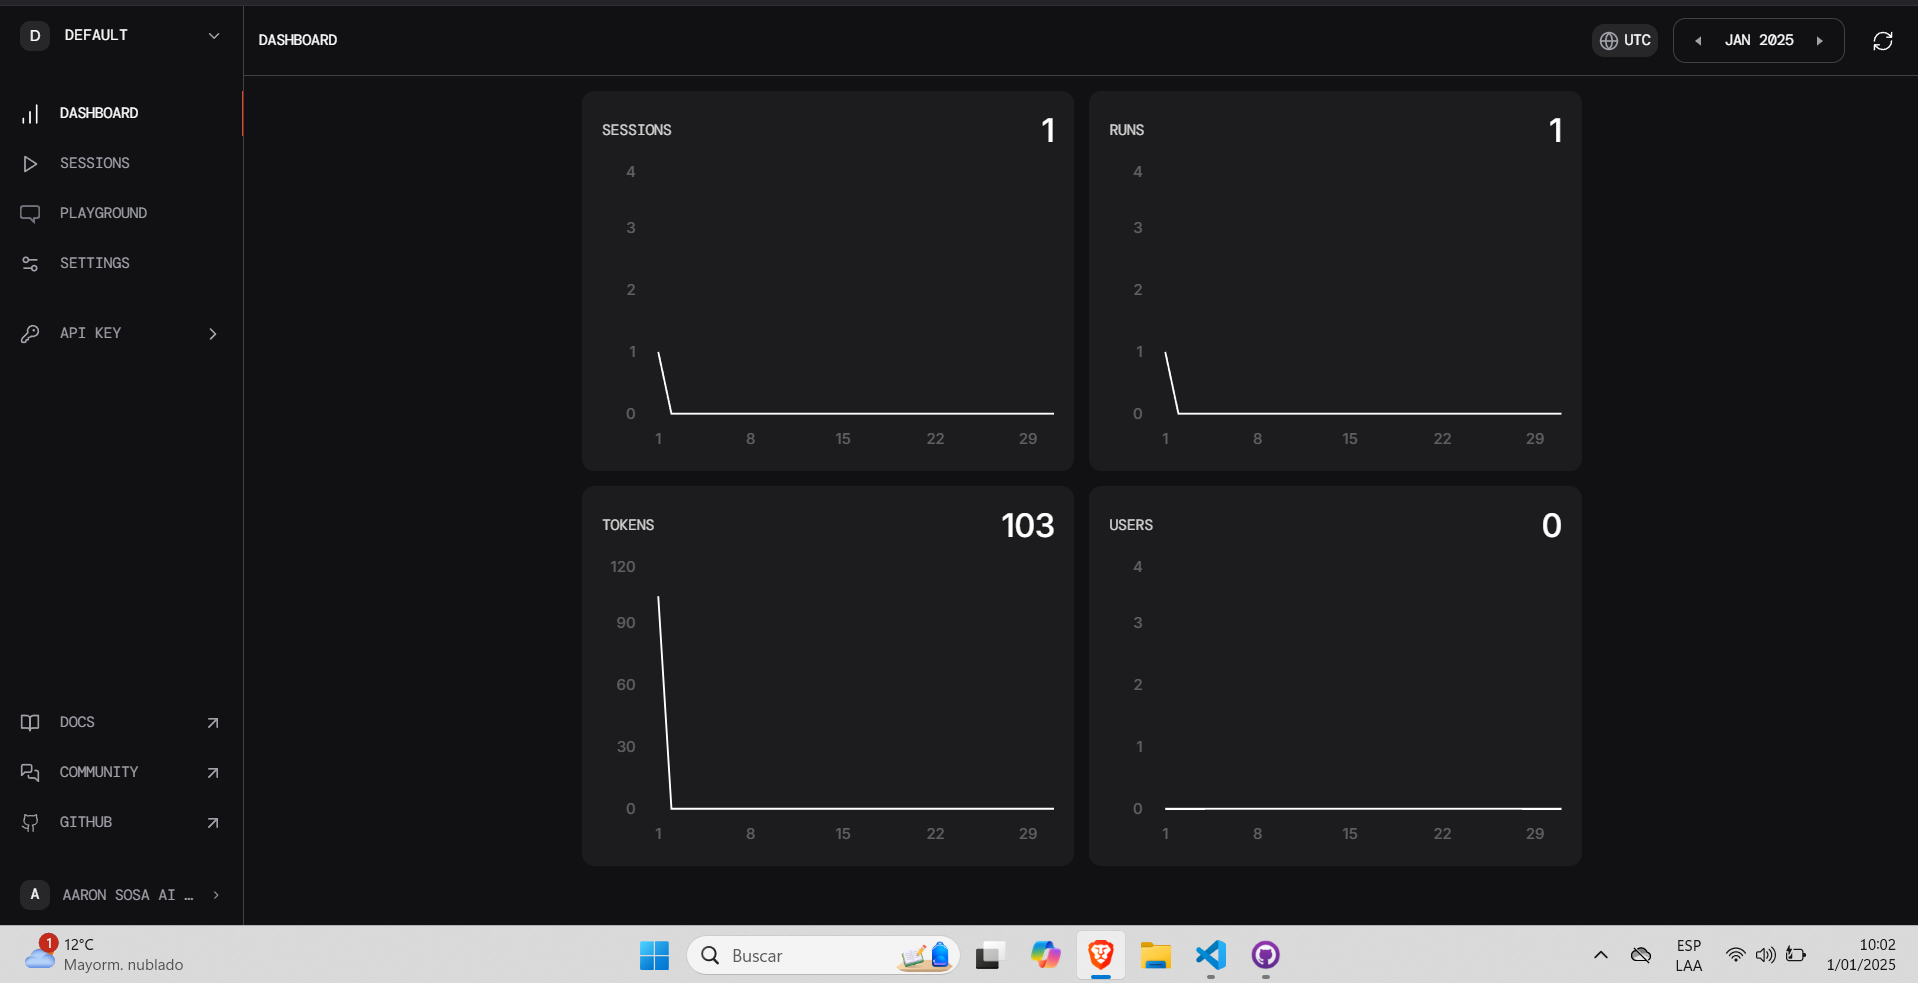 D DEFAULT
DASHBOARD
SESSIONS
PLAYGROUND
SETTINGS
API KEY
DOCS
COMMUNITY
GITHUB
A AARON SOSA AI …
DASHBOARD
UTC
JAN 2025
SESSIONS 1
4
3
2
1
0
1 8 15 22 29
RUNS 1
4
3
2
1
0
1 8 15 22 29
TOKENS 103
120
90
60
30
0
1 8 15 22 29
USERS 0
4
3
2
1
0
1 8 15 22 29
1
12°C
Mayorm. nublado
Buscar
ESP
LAA
10:02
1/01/2025